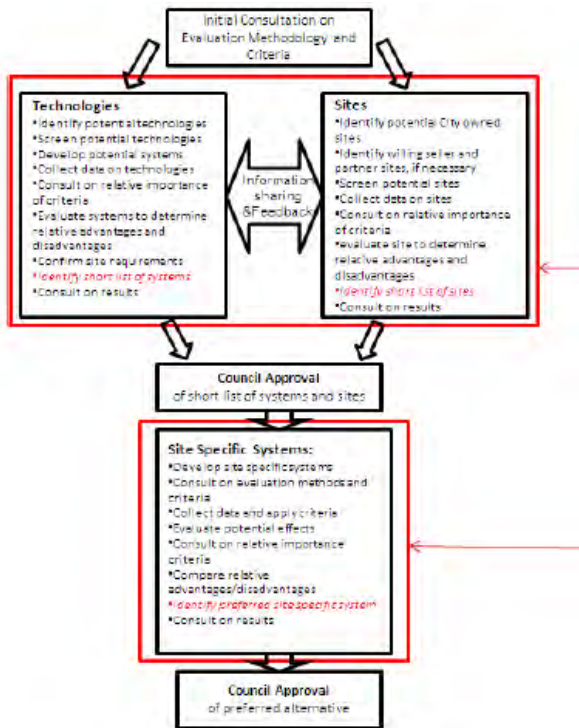 Initial Consultation on
Evaluation Methodology and
Criteria
Technologies
•Identify potential technologies
•Screen potential technologies
•Develop potential systems
•Collect data on technologies
•Consult on relative importance
of criteria
•Evaluate systems to determine
relative advantages and
disadvantages
•Confirm site requirements
•Identify short list of systems
•Consult on results
Information
sharing
&Feedback
Sites
•Identify potential City owned
sites
•Identify willing seller and
partner sites, if necessary
•Screen potential sites
•Collect data on sites
•Consult on relative importance
of criteria
•evaluate site to determine
relative advantages and
disadvantages
•Identify short list of sites
•Consult on results
Council Approval
of short list of systems and sites
Site Specific Systems:
•Develop site specific systems
•Consult on evaluation methods and
criteria
•Collect data and apply criteria
•Evaluate potential effects
•Consult on relative importance
criteria
•Compare relative
advantages/disadvantages
•Identify preferred site specific system
•Consult on results
Council Approval
of preferred alternative